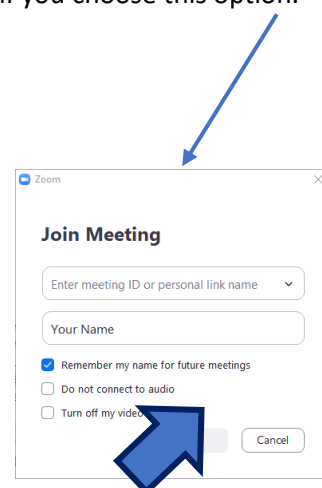 if you choose this option.
Zoom
Join Meeting
Enter meeting ID or personal link name
Your Name
Remember my name for future meetings
Do not connect to audio
Turn off my video
Cancel